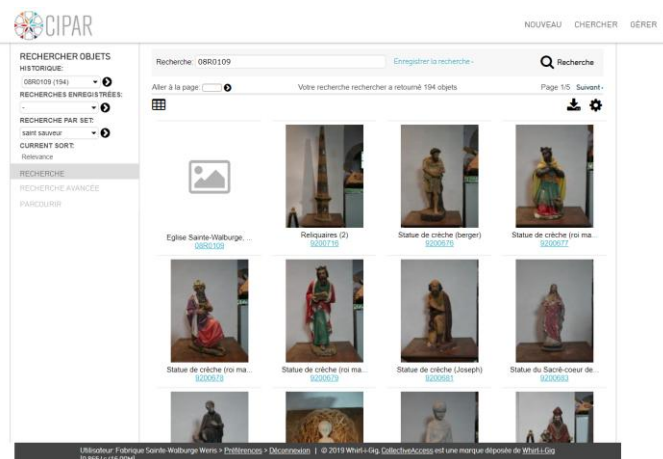 CIPAR
NOUVEAU CHERCHER GÉRER
RECHERCHER OBJETS
HISTORIQUE:
08R0109 (194)
RECHERCHES ENREGISTRÉES:
-
RECHERCHE PAR SET:
saint sauveur
CURRENT SORT:
Relevance
RECHERCHE
RECHERCHE AVANCÉE
PARCOURIR
Recherche: 08R0109 Enregistrer la recherche › Recherche
Aller à la page: Votre recherche rechercher a retourné 194 objets Page 1/5 Suivant ›
Eglise Sainte-Walburge, ...
08R0109
Reliquaires (2)
9200716
Statue de crèche (berger)
9200676
Statue de crèche (roi ma...
9200677
Statue de crèche (roi ma...
9200678
Statue de crèche (roi ma...
9200679
Statue de crèche (Joseph)
9200681
Statue du Sacré-coeur de...
9200683
Utilisateur: Fabrique Sainte-Walburge Weris > Préférences > Déconnexion | © 2019 Whirl-i-Gig, CollectiveAccess est une marque déposée de Whirl-i-Gig